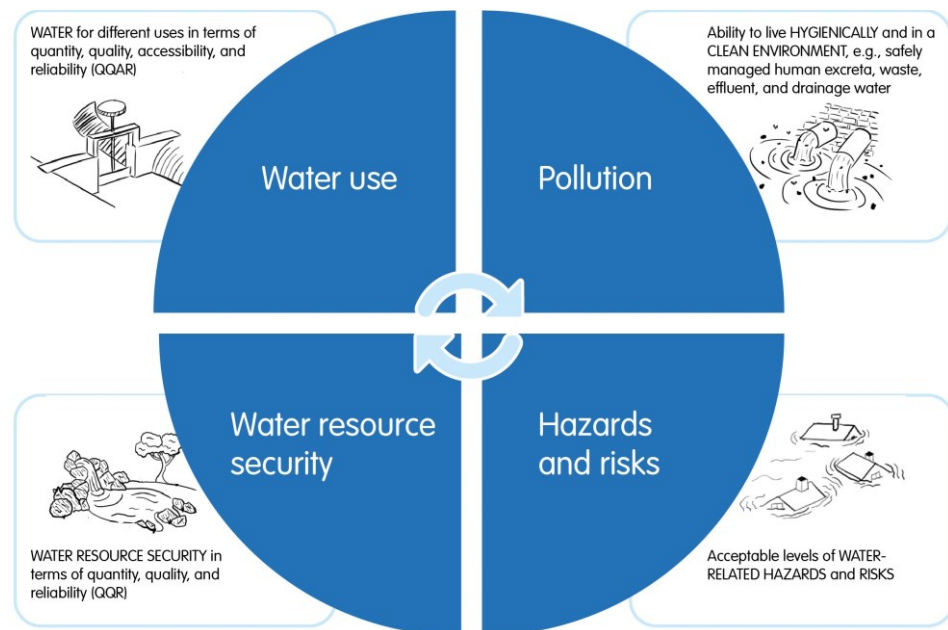 WATER for different uses in terms of
quantity, quality, accessibility, and
reliability (QQAR)
Water use
Ability to live HYGIENICALLY and in a
CLEAN ENVIRONMENT, e.g., safely
managed human excreta, waste,
effluent, and drainage water
Pollution
Water resource
security
WATER RESOURCE SECURITY in
terms of quantity, quality, and
reliability (QQR)
Hazards
and risks
Acceptable levels of WATER-
RELATED HAZARDS and RISKS